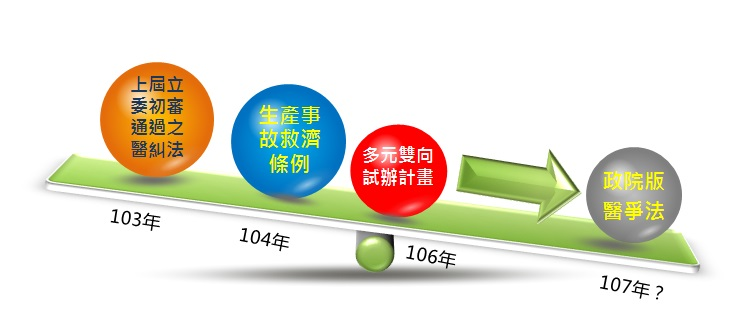 上屆立
委初審
通過之
醫糾法
生產事
故救濟
條例
多元雙向
試辦計畫
政院版
醫爭法
103年
104年
106年
107年？